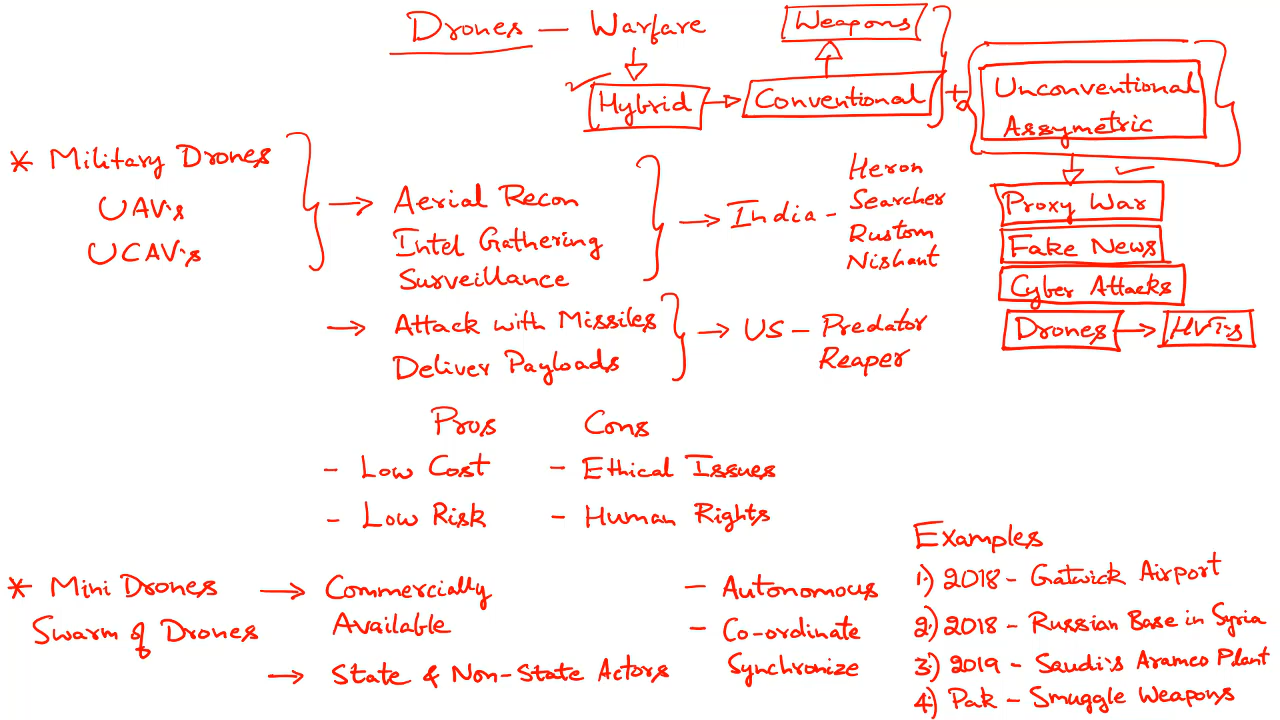 Drones — Warfare
Weapons
Hybrid → Conventional + Unconventional
Assymetric
Proxy War
Fake News
Cyber Attacks
Drones → HVT's
* Military Drones
UAV's
UCAV's
→ Aerial Recon
Intel Gathering
Surveillance
→ India - Heron
Searcher
Rustom
Nishant
→ Attack with Missiles
Deliver Payloads
→ US - Predator
Reaper
Pros
- Low Cost
- Low Risk
Cons
- Ethical Issues
- Human Rights
* Mini Drones
Swarm of Drones
→ Commercially
Available
→ State & Non-State Actors
- Autonomous
- Co-ordinate
Synchronize
Examples
1.) 2018 - Gatwick Airport
2.) 2018 - Russian Base in Syria
3.) 2019 - Saudi's Aramco Plant
4.) Pak - Smuggle Weapons